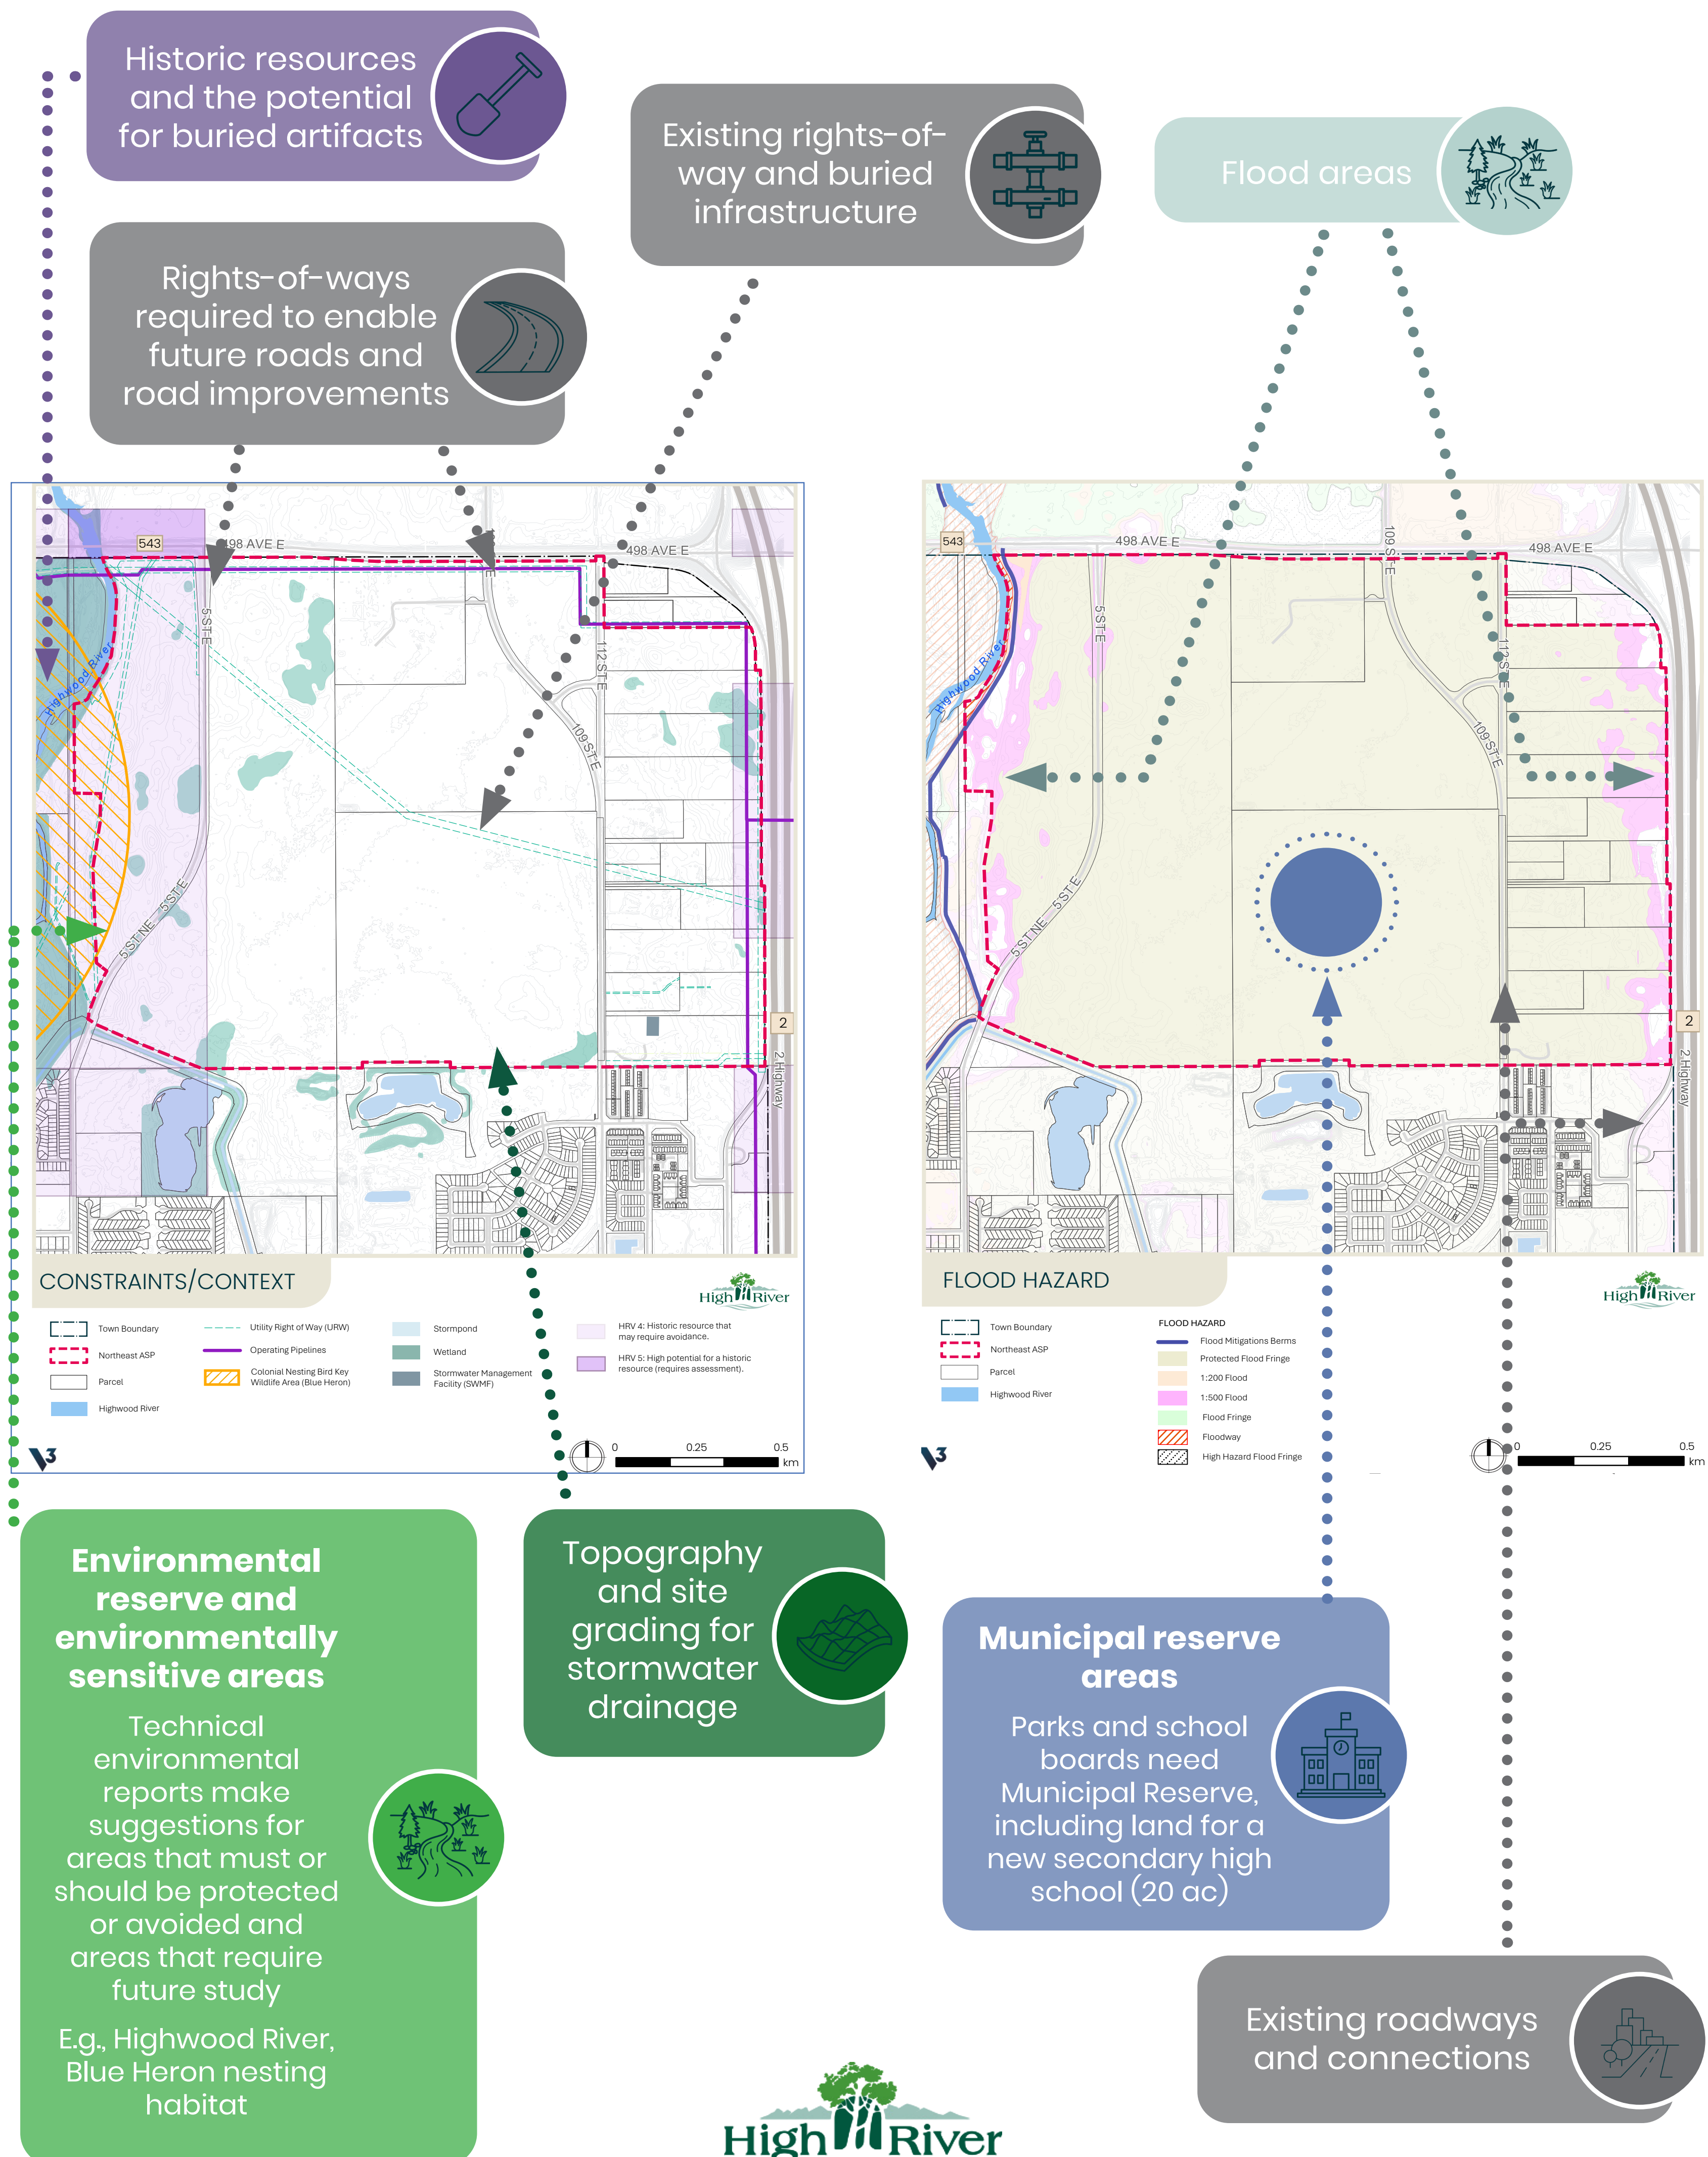 Historic resources
and the potential
for buried artifacts
Existing rights-of-
way and buried
infrastructure
Flood areas
Rights-of-ways
required to enable
future roads and
road improvements
543
498 AVE E
498 AVE E
5 ST E
Highwood River
112 ST E
109 ST E
5 ST E
5 ST NE
2
2 Highway
CONSTRAINTS/CONTEXT
High River
Town Boundary
Northeast ASP
Parcel
Highwood River
Utility Right of Way (URW)
Operating Pipelines
Colonial Nesting Bird Key
Wildlife Area (Blue Heron)
Stormpond
Wetland
Stormwater Management
Facility (SWMF)
HRV 4: Historic resource that
may require avoidance.
HRV 5: High potential for a historic
resource (requires assessment).
V3
0 0.25 0.5
km
543
498 AVE E
109 ST E
498 AVE E
5 ST E
Highwood River
112 ST E
109 ST E
5 ST E
5 ST NE
2
2 Highway
FLOOD HAZARD
High River
Town Boundary
Northeast ASP
Parcel
Highwood River
FLOOD HAZARD
Flood Mitigations Berms
Protected Flood Fringe
1:200 Flood
1:500 Flood
Flood Fringe
Floodway
High Hazard Flood Fringe
V3
0 0.25 0.5
km
Environmental
reserve and
environmentally
sensitive areas
Technical
environmental
reports make
suggestions for
areas that must or
should be protected
or avoided and
areas that require
future study
E.g., Highwood River,
Blue Heron nesting
habitat
Topography
and site
grading for
stormwater
drainage
Municipal reserve
areas
Parks and school
boards need
Municipal Reserve,
including land for a
new secondary high
school (20 ac)
Existing roadways
and connections
High River